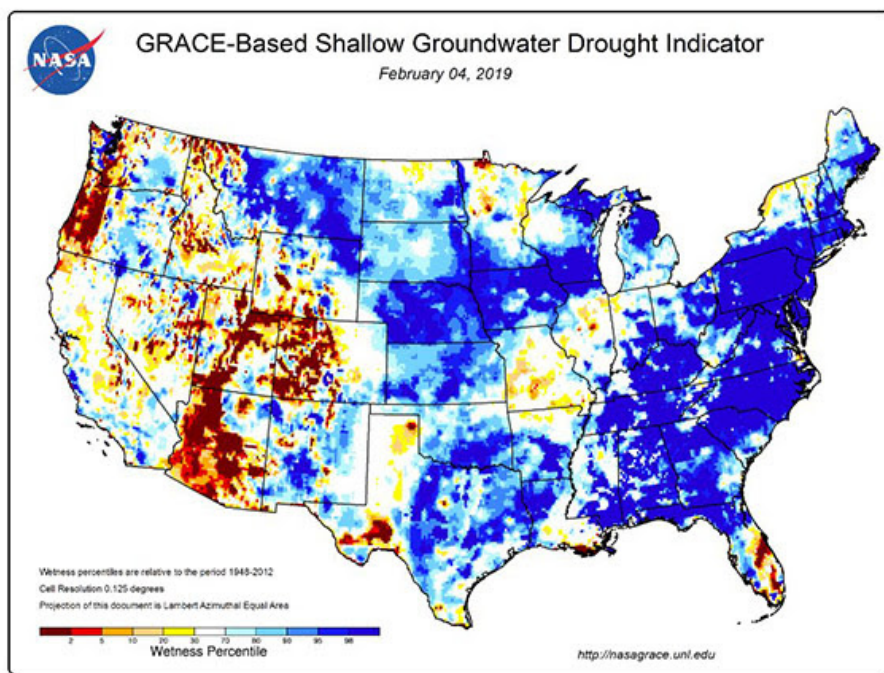 NASA
GRACE-Based Shallow Groundwater Drought Indicator
February 04, 2019
Wetness percentiles are relative to the period 1948-2012
Cell Resolution 0.125 degrees
Projection of this document is Lambert Azimuthal Equal Area
2 5 10 20 30 70 80 90 95 98
Wetness Percentile
http://nasagrace.unl.edu